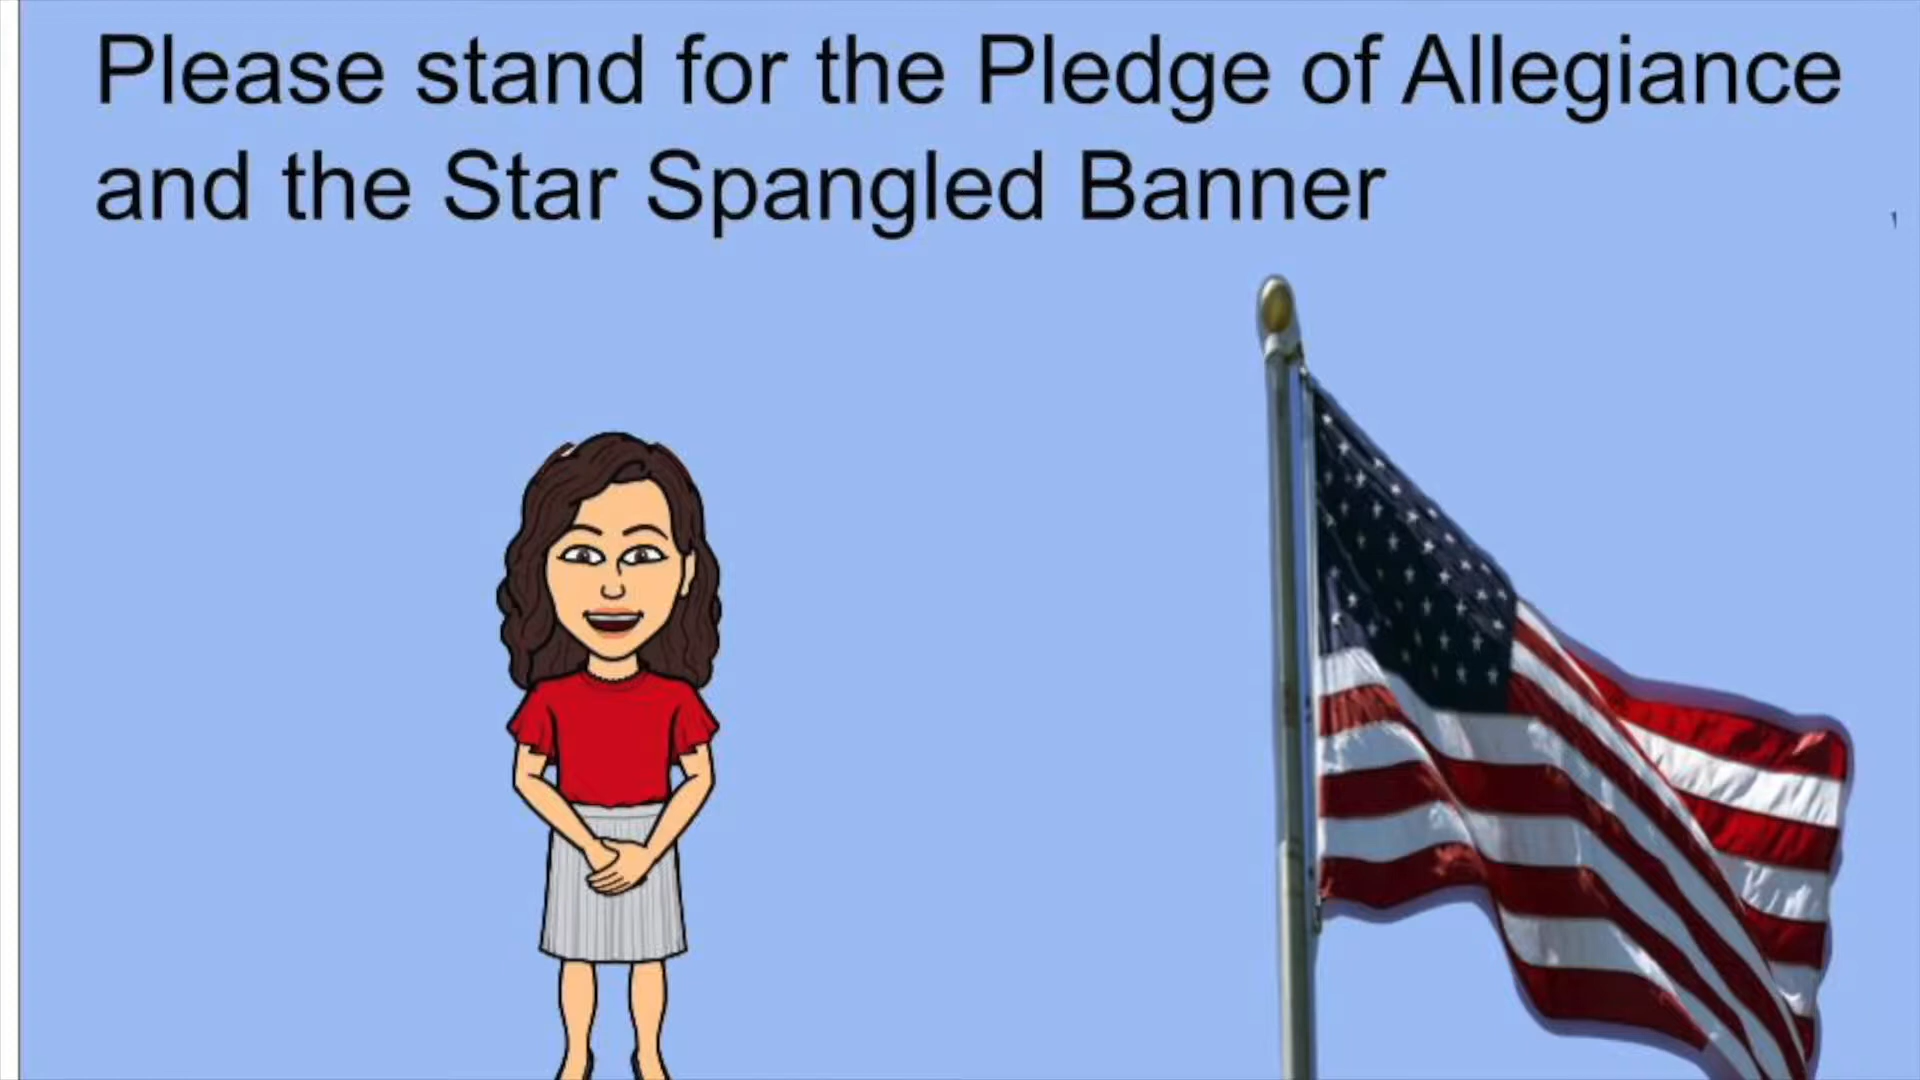 Please stand for the Pledge of Allegiance
and the Star Spangled Banner